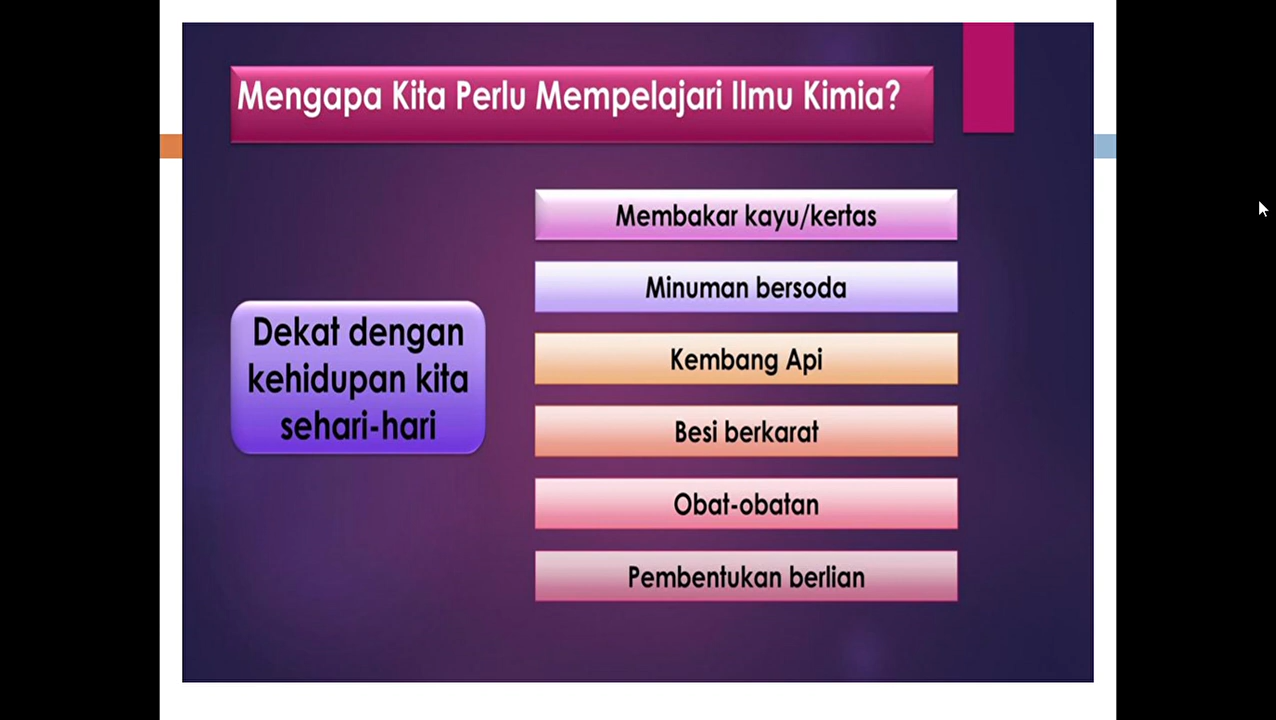 Mengapa Kita Perlu Mempelajari Ilmu Kimia?
Membakar kayu/kertas
Minuman bersoda
Kembang Api
Dekat dengan
kehidupan kita
sehari-hari
Besi berkarat
Obat-obatan
Pembentukan berlian